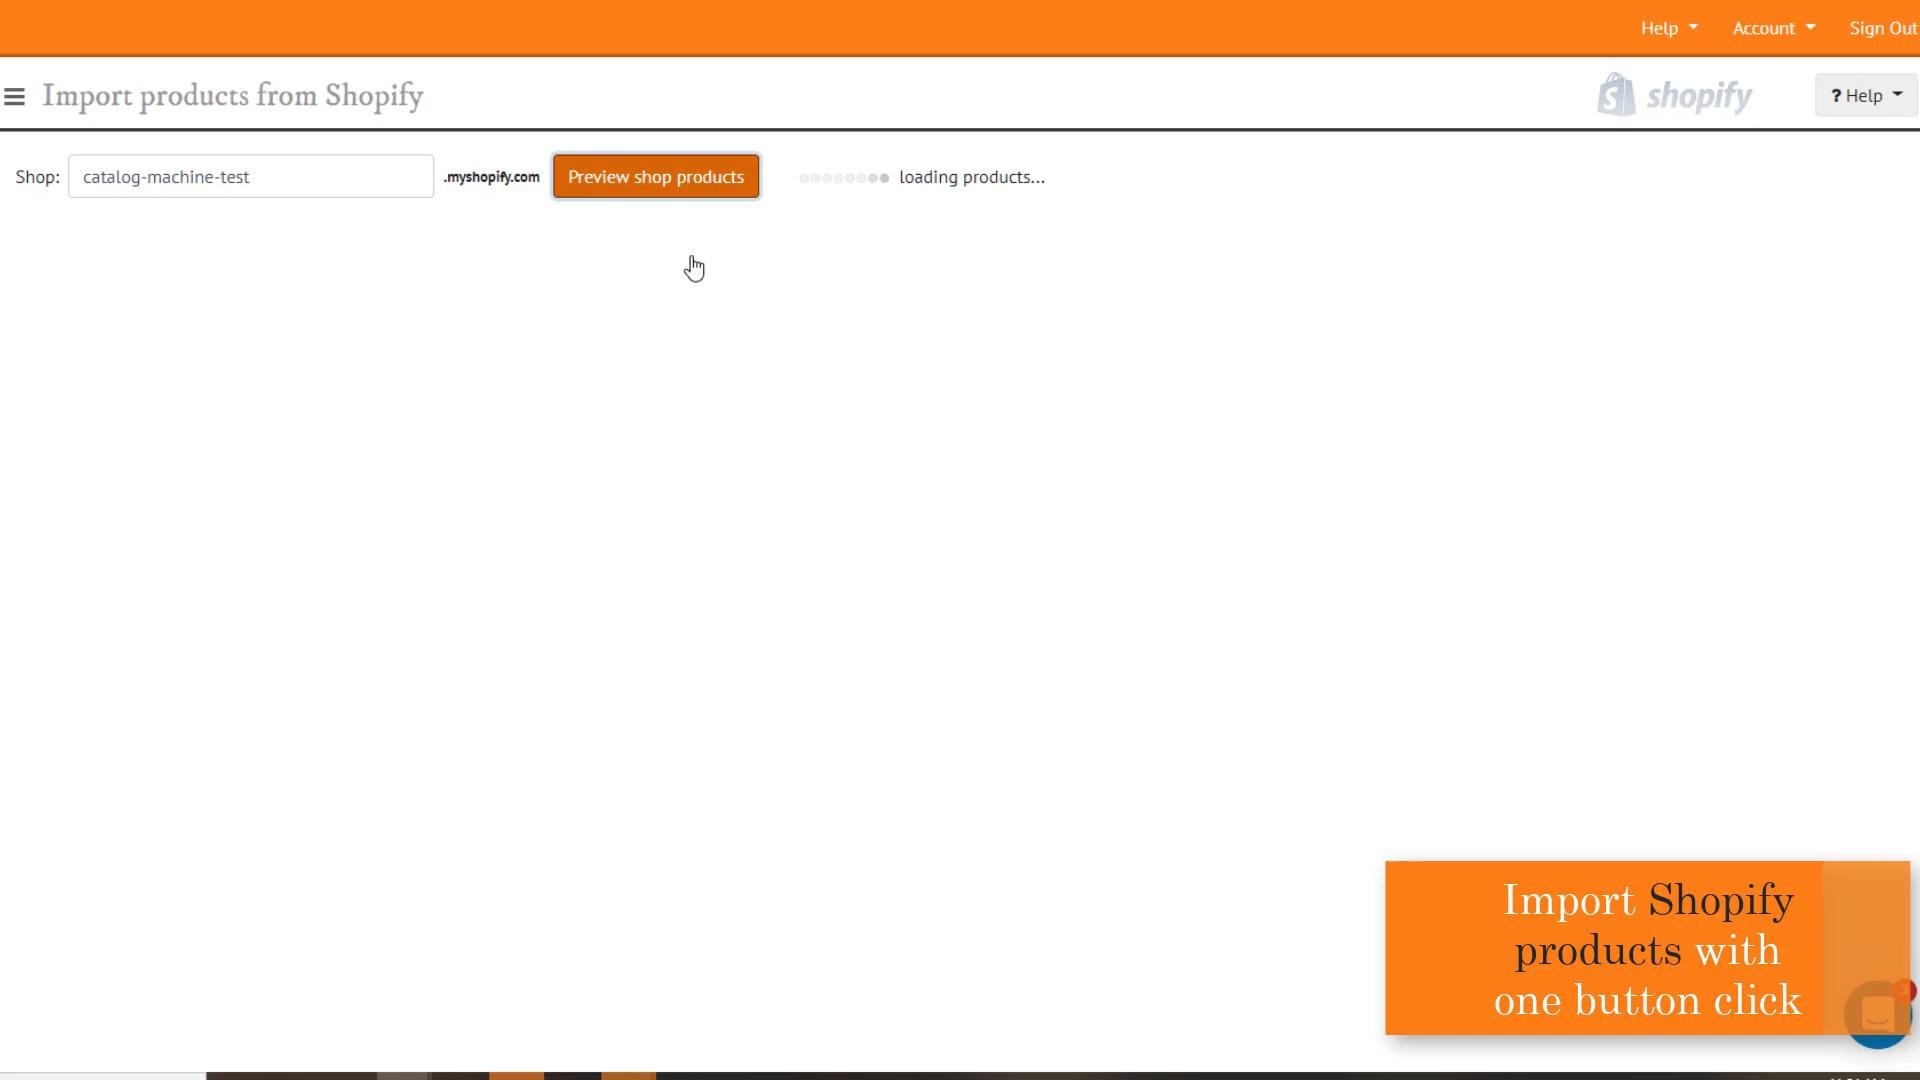 Help Account Sign Out
Import products from Shopify shopify ? Help
Shop: catalog-machine-test .myshopify.com Preview shop products loading products...
Import Shopify
products with
one button click